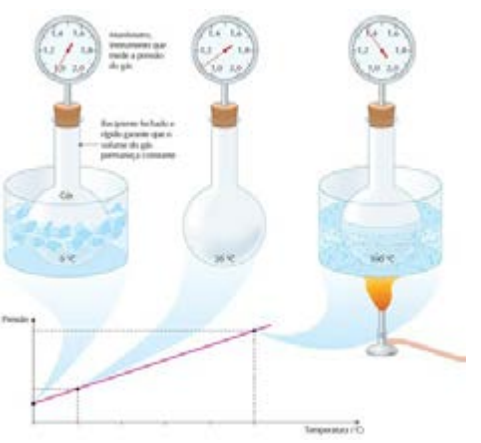 1,4 1,6
1,2 1,8
1,0 2,0
Manômetro,
instrumento que
mede a pressão
do gás
1,4 1,6
1,2 1,8
1,0 2,0
1,4 1,6
1,2 1,8
1,0 2,0
Recipiente fechado e
rígido garante que o
volume do gás
permaneça constante
Gás
0 °C
20 °C
100 °C
Pressão
Temperatura (°C)